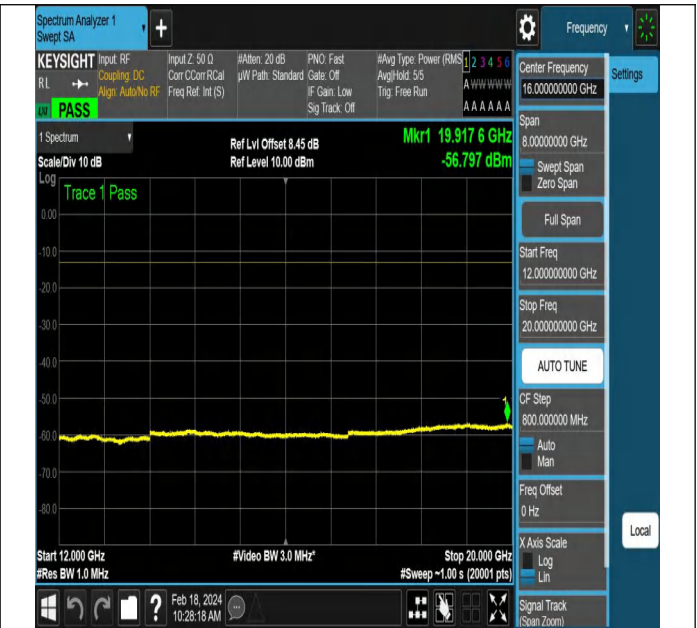 Spectrum Analyzer 1
Swept SA
+
Frequency
KEYSIGHT
Input: RF
Coupling: DC
Align: Auto/No RF
RL
PASS
Input Z: 50 Ω
Corr CCorr RCal
Freq Ref: Int (S)
#Atten: 20 dB
µW Path: Standard
PNO: Fast
Gate: Off
IF Gain: Low
Sig Track: Off
#Avg Type: Power (RMS
Avg|Hold: 5/5
Trig: Free Run
1 2 3 4 5 6
A W W W W W
A A A A A A
1 Spectrum
Scale/Div 10 dB
Ref Lvl Offset 8.45 dB
Ref Level 10.00 dBm
Mkr1 19.917 6 GHz
-56.797 dBm
Log
Trace 1 Pass
0.00
-10.0
-20.0
-30.0
-40.0
-50.0
-60.0
-70.0
-80.0
1
Start 12.000 GHz
#Res BW 1.0 MHz
#Video BW 3.0 MHz*
Stop 20.000 GHz
#Sweep ~1.00 s (20001 pts)
?
Feb 18, 2024
10:28:18 AM
Center Frequency
16.000000000 GHz
Settings
Span
8.00000000 GHz
Swept Span
Zero Span
Full Span
Start Freq
12.000000000 GHz
Stop Freq
20.000000000 GHz
AUTO TUNE
CF Step
800.000000 MHz
Auto
Man
Freq Offset
0 Hz
X Axis Scale
Log
Lin
Local
Signal Track
(Span Zoom)